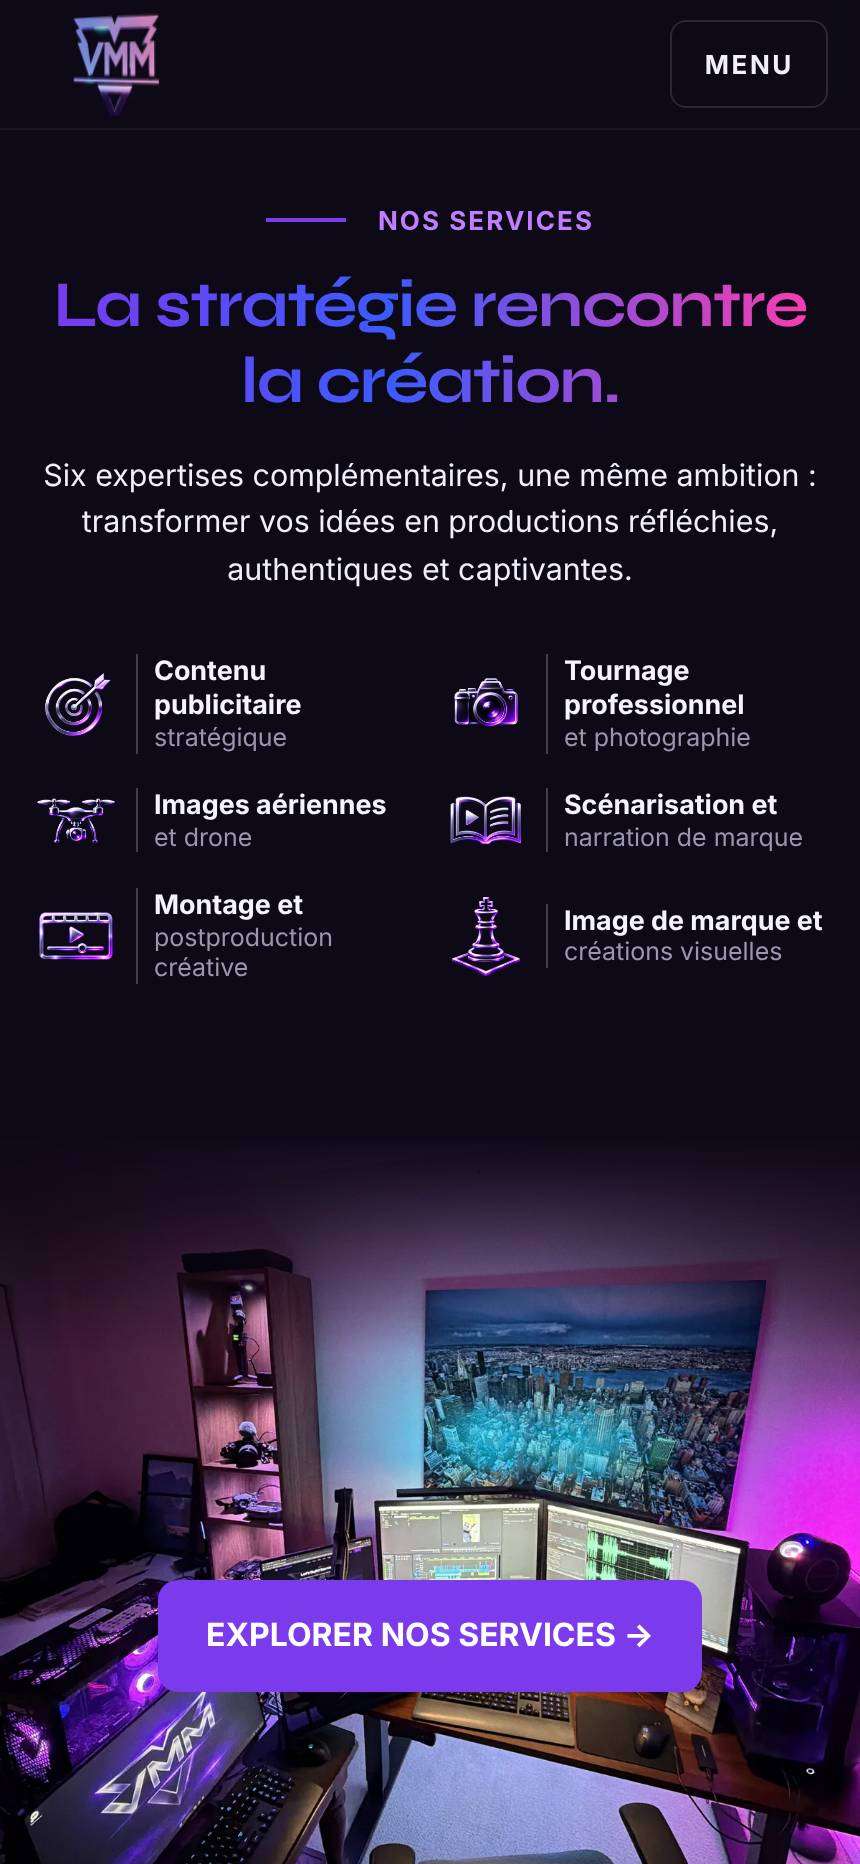 VMM
MENU
NOS SERVICES
La stratégie rencontre
la création.
Six expertises complémentaires, une même ambition :
transformer vos idées en productions réfléchies,
authentiques et captivantes.
Contenu
publicitaire
stratégique
Tournage
professionnel
et photographie
Images aériennes
et drone
Scénarisation et
narration de marque
Montage et
postproduction
créative
Image de marque et
créations visuelles
EXPLORER NOS SERVICES →
VMM